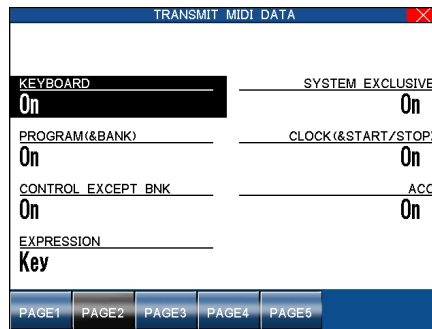 TRANSMIT MIDI DATA
KEYBOARD
On
SYSTEM EXCLUSIVE
On
PROGRAM(&BANK)
On
CLOCK(&START/STOP)
On
CONTROL EXCEPT BNK
On
ACC
On
EXPRESSION
Key
PAGE1 PAGE2 PAGE3 PAGE4 PAGE5